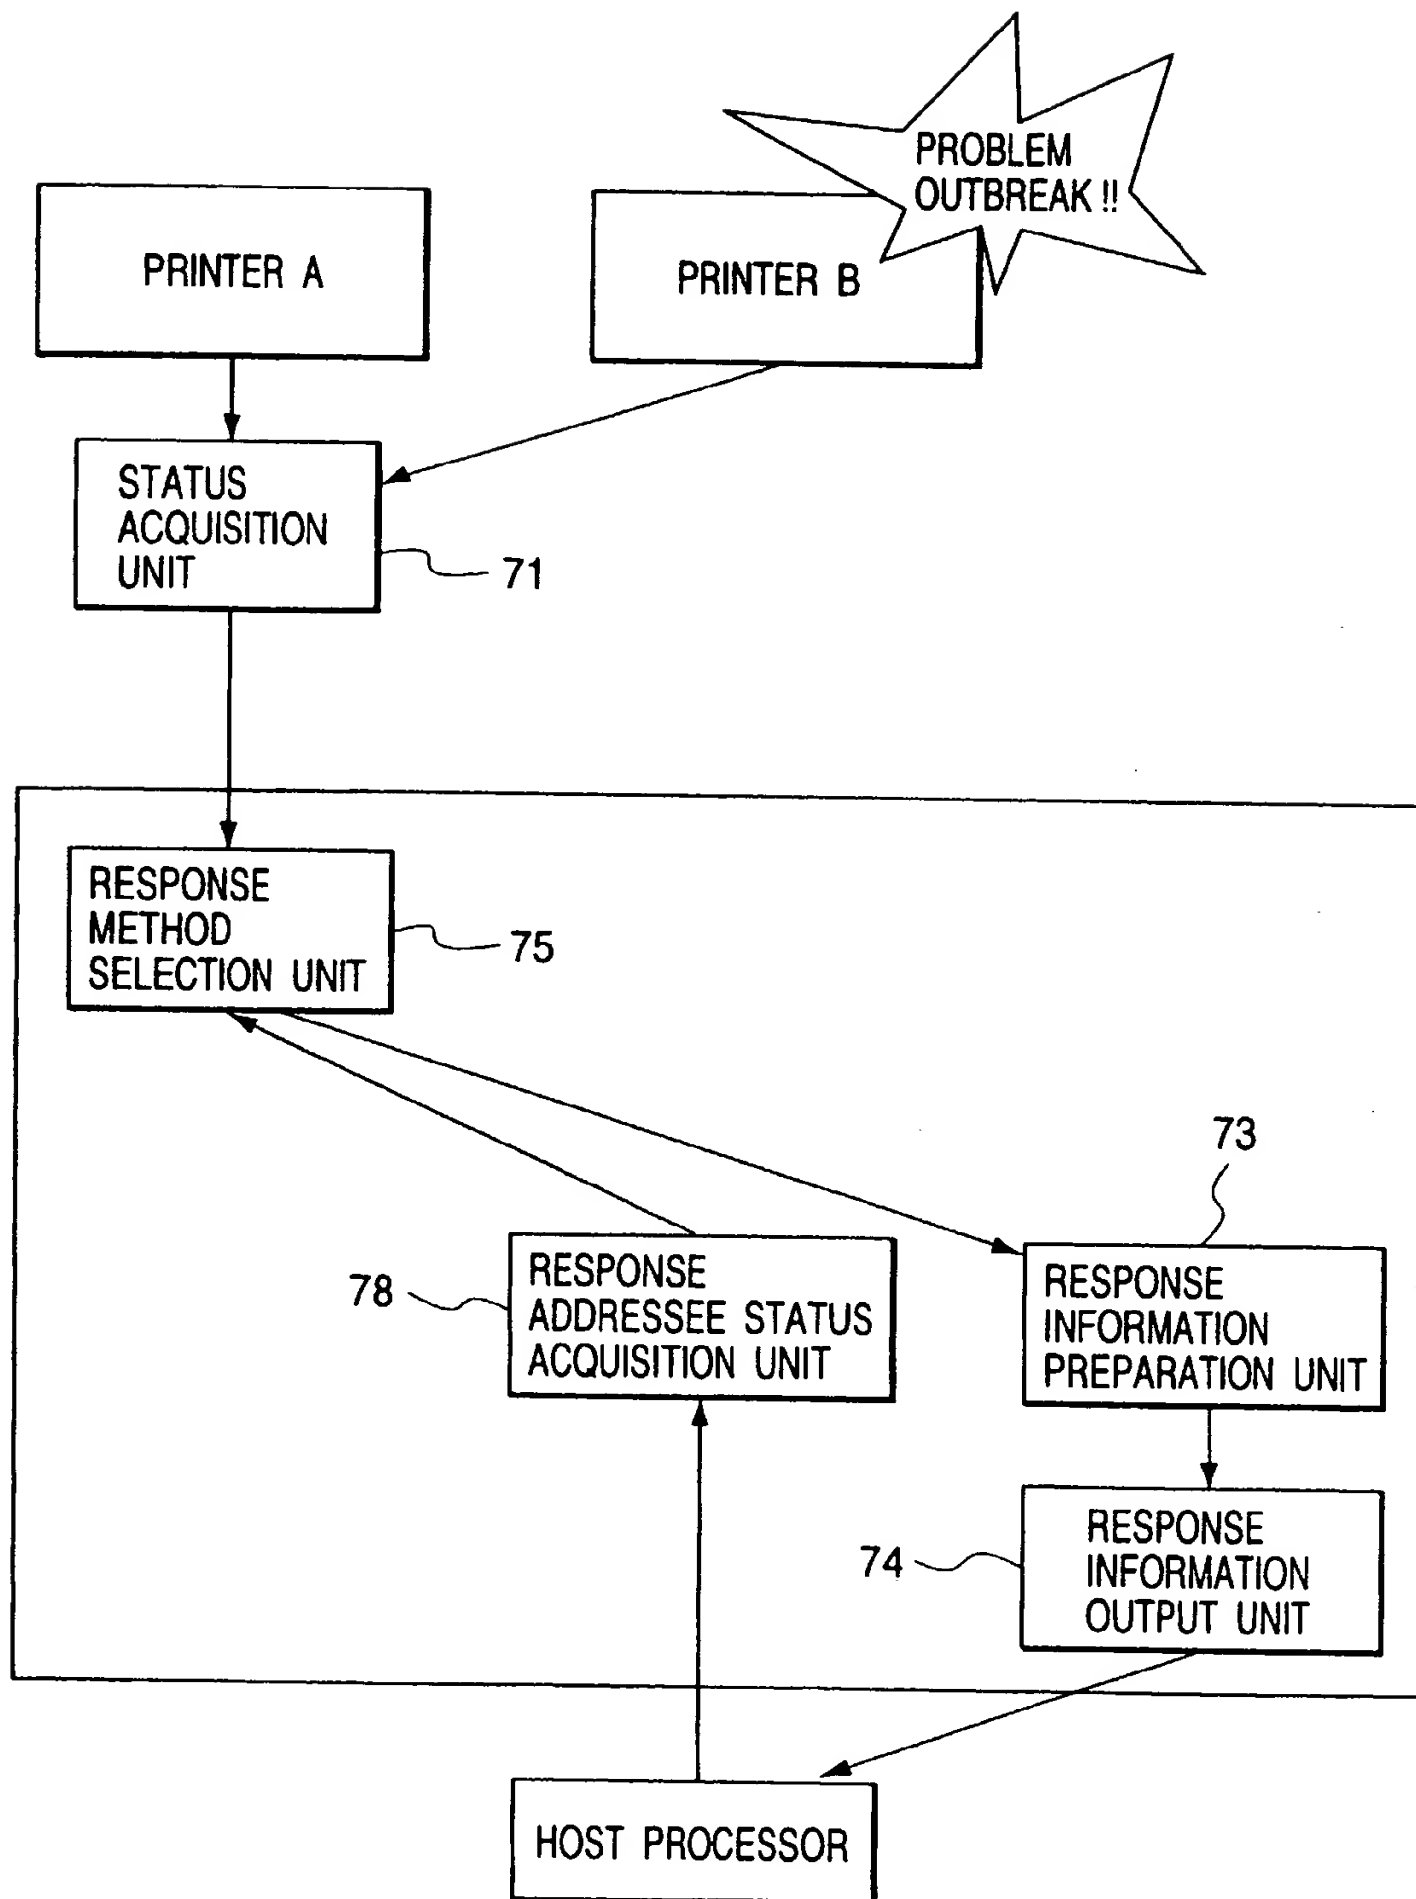 PROBLEM
OUTBREAK !!
PRINTER A
PRINTER B
STATUS
ACQUISITION
UNIT
71
RESPONSE
METHOD
SELECTION UNIT
75
73
78
RESPONSE
ADDRESSEE STATUS
ACQUISITION UNIT
RESPONSE
INFORMATION
PREPARATION UNIT
74
RESPONSE
INFORMATION
OUTPUT UNIT
HOST PROCESSOR